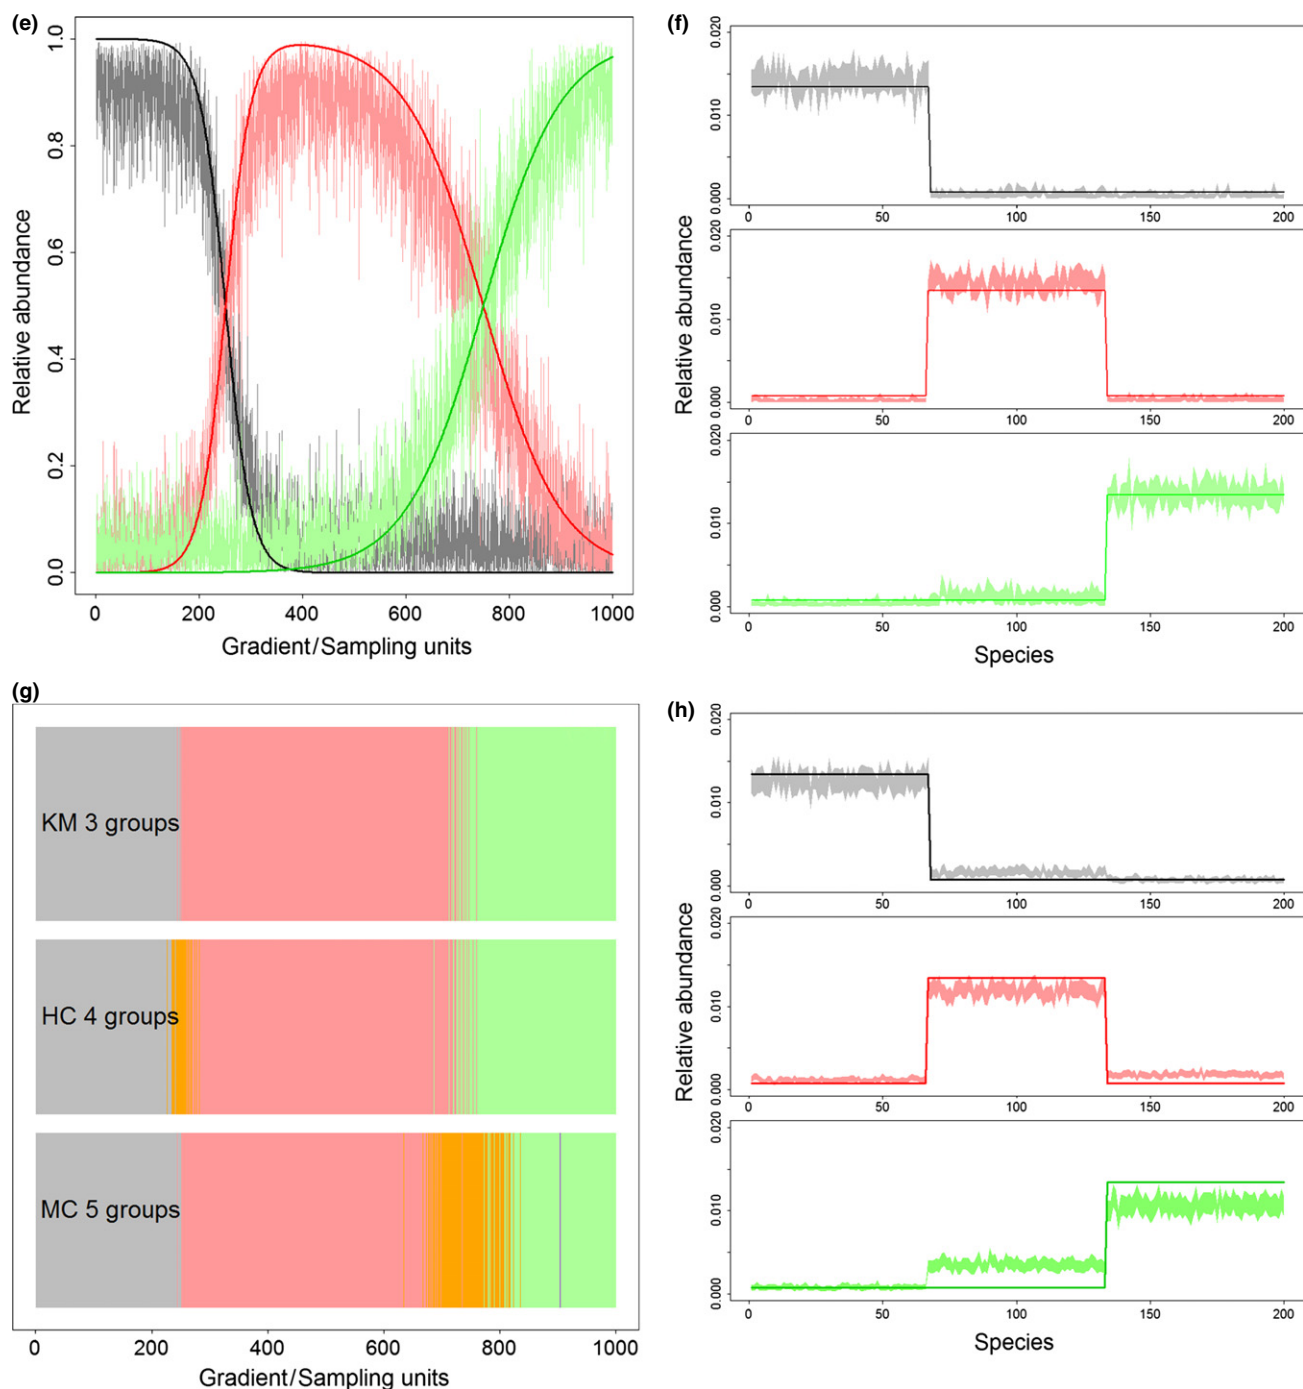 (e)
Relative abundance
1.0
0.8
0.6
0.4
0.2
0.0
0 200 400 600 800 1000
Gradient/Sampling units
(f)
Relative abundance
0.020
0.010
0.000
0 50 100 150 200
0.020
0.010
0.000
0 50 100 150 200
0.020
0.010
0.000
0 50 100 150 200
Species
(g)
KM 3 groups
HC 4 groups
MC 5 groups
0 200 400 600 800 1000
Gradient/Sampling units
(h)
Relative abundance
0.020
0.010
0.000
0 50 100 150 200
0.020
0.010
0.000
0 50 100 150 200
0.020
0.010
0.000
0 50 100 150 200
Species